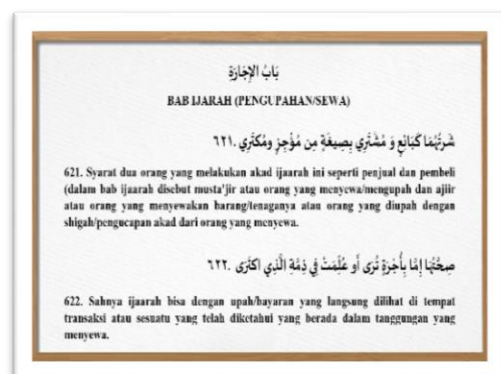 بَابُ الإِجَارَةِ
BAB IJARAH (PENGUPAHAN/SEWA)
شَرْطُهُمَا كَبَائِعٍ وَ مُشْتَرِي بِصِيغَةٍ مِن مُؤْجِرٍ ومُكتَرِي .٦٢١
621. Syarat dua orang yang melakukan akad ijaarah ini seperti penjual dan pembeli
(dalam bab ijaarah disebut musta'jir atau orang yang menyewa/mengupah dan ajiir
atau orang yang menyewakan barang/tenaganya atau orang yang diupah dengan
shigah/pengucapan akad dari orang yang menyewa.
صِحَّتُهَا إِمَّا بِأُجْرَةٍ تُرَى أَو عُلِمَتْ فِي ذِمَّةِ الَّذِي اكتَرَى .٦٢٢
622. Sahnya ijaarah bisa dengan upah/bayaran yang langsung dilihat di tempat
transaksi atau sesuatu yang telah diketahui yang berada dalam tanggungan yang
menyewa.